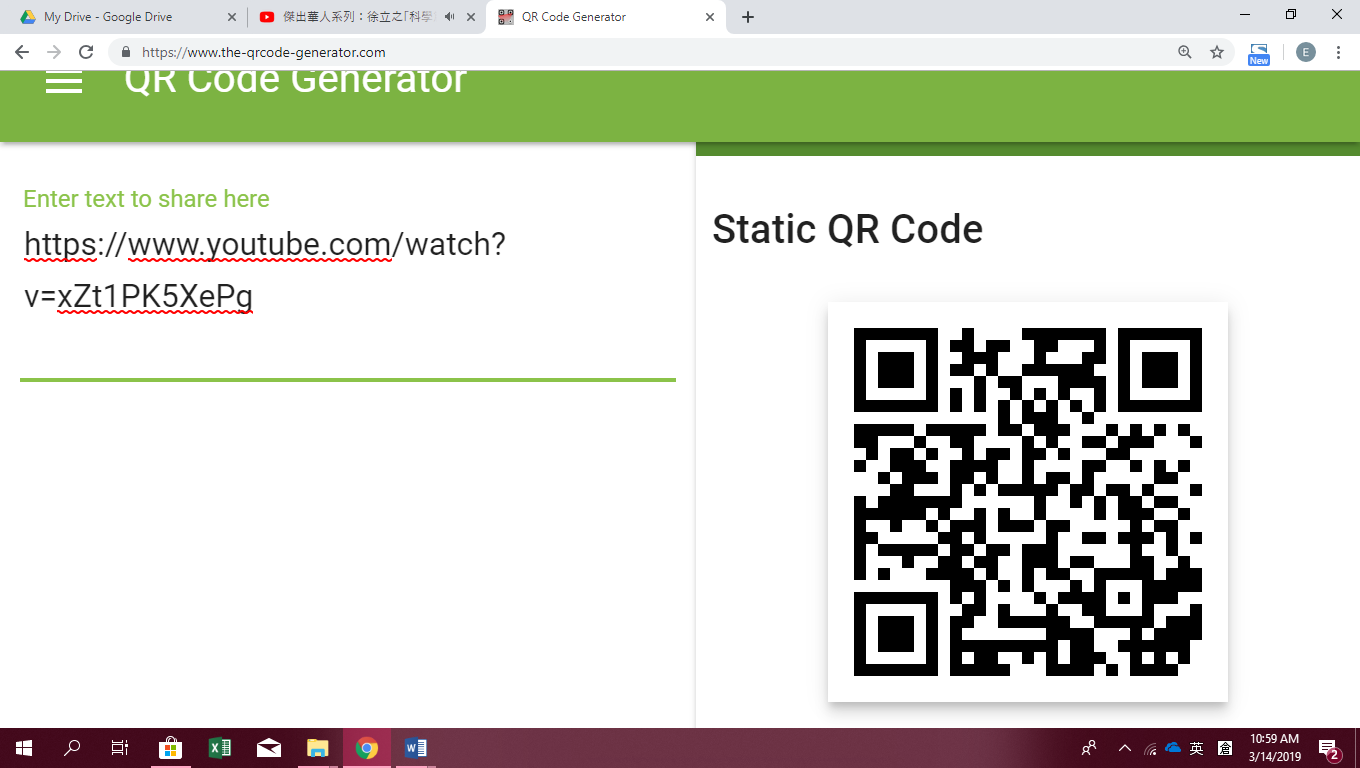 My Drive - Google Drive
傑出華人系列：徐立之「科學
QR Code Generator
https://www.the-qrcode-generator.com
New
E
QR Code Generator
Enter text to share here
https://www.youtube.com/watch?
v=xZt1PK5XePg
Static QR Code
英
倉
10:59 AM
3/14/2019
2